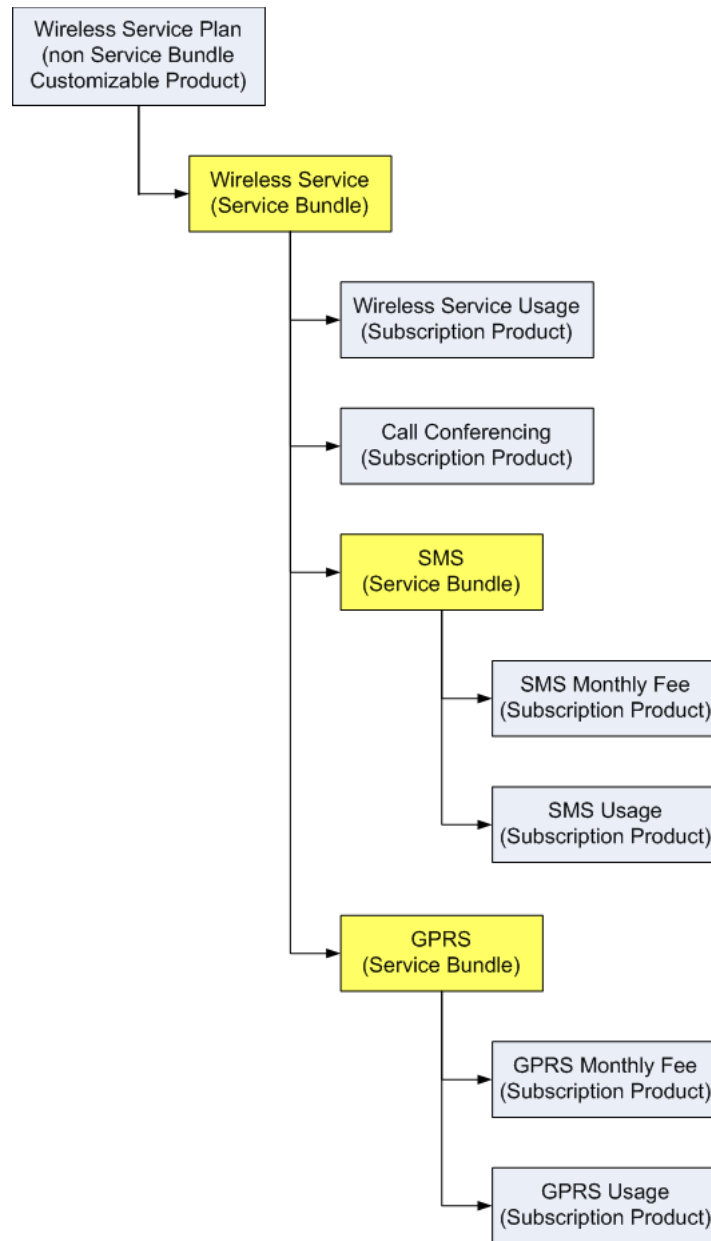 Wireless Service Plan
(non Service Bundle
Customizable Product)
Wireless Service
(Service Bundle)
Wireless Service Usage
(Subscription Product)
Call Conferencing
(Subscription Product)
SMS
(Service Bundle)
SMS Monthly Fee
(Subscription Product)
SMS Usage
(Subscription Product)
GPRS
(Service Bundle)
GPRS Monthly Fee
(Subscription Product)
GPRS Usage
(Subscription Product)